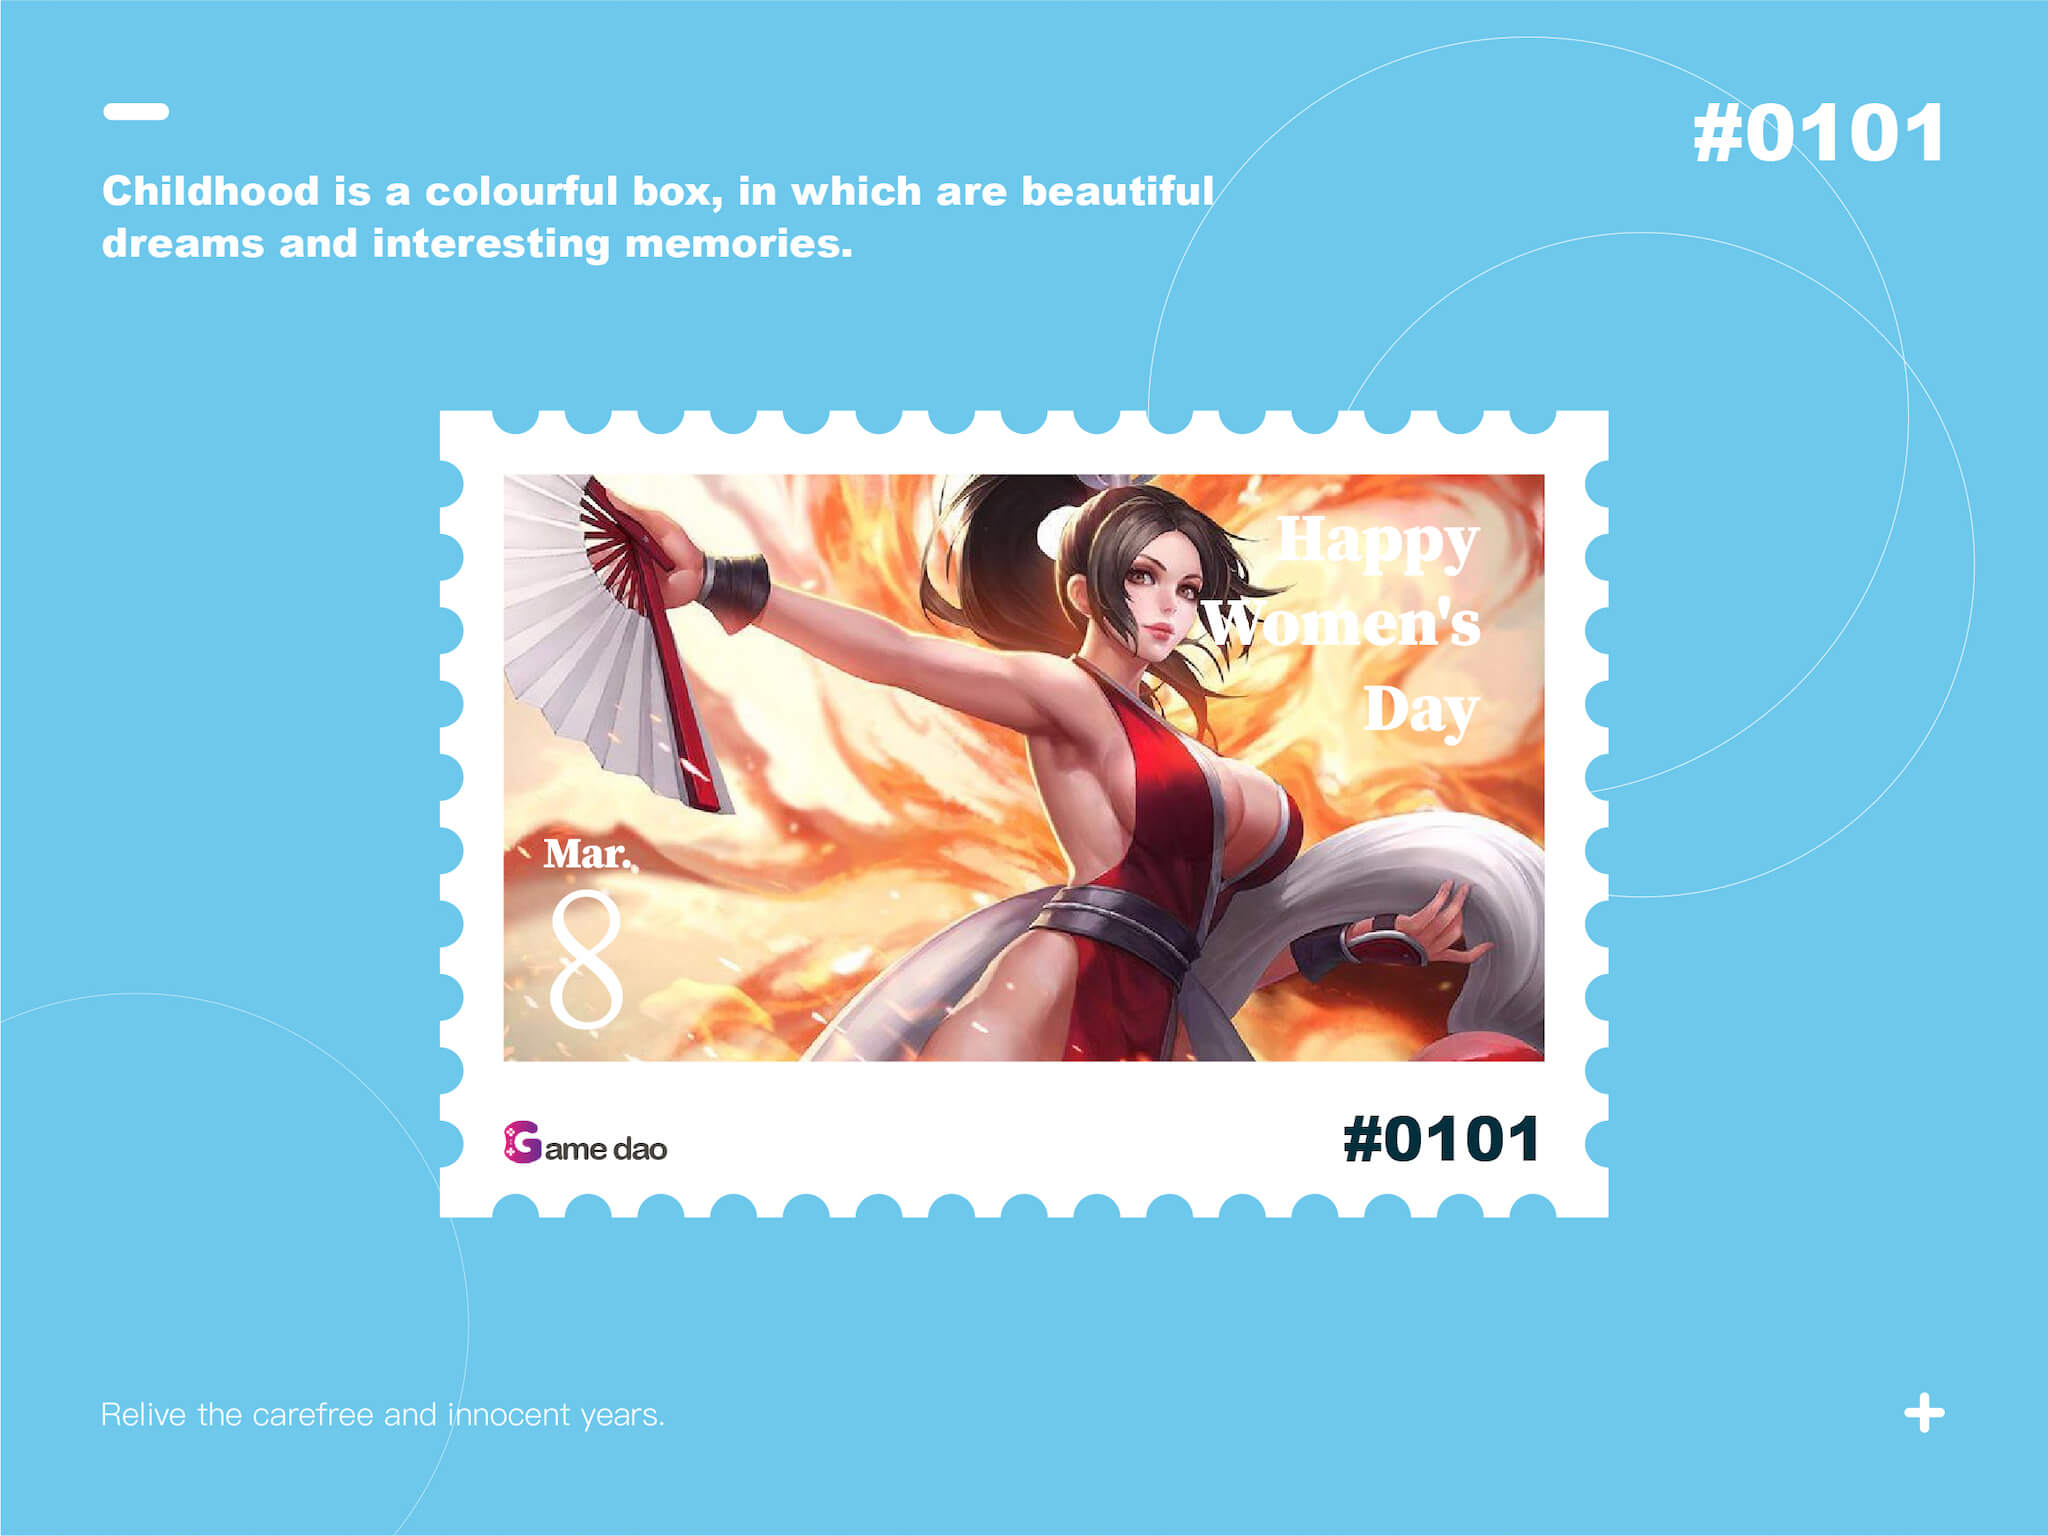 #0101
Childhood is a colourful box, in which are beautiful
dreams and interesting memories.
Happy
Women's
Day
Mar.
8
Game dao
#0101
Relive the carefree and innocent years.